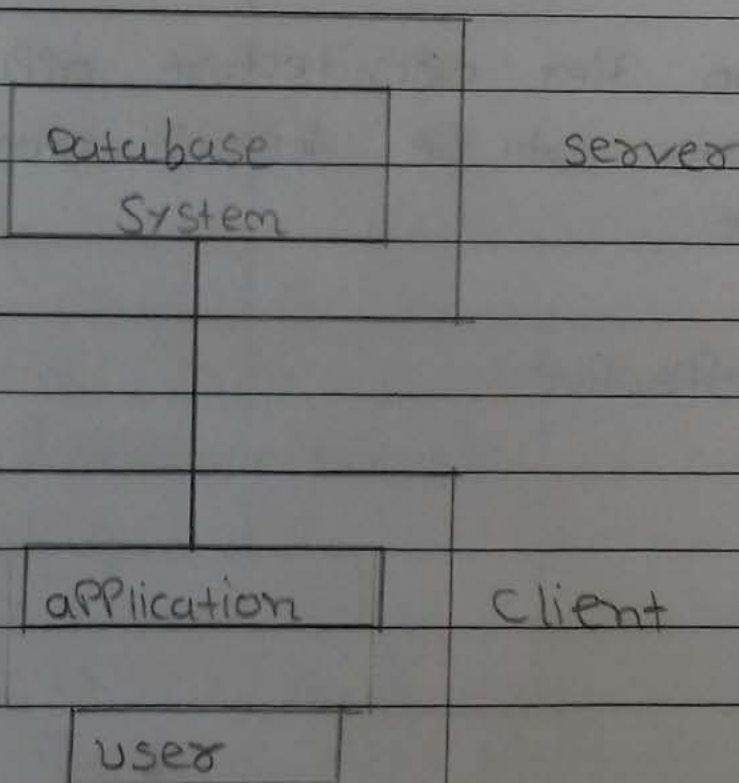 Database server
System
application Client
user